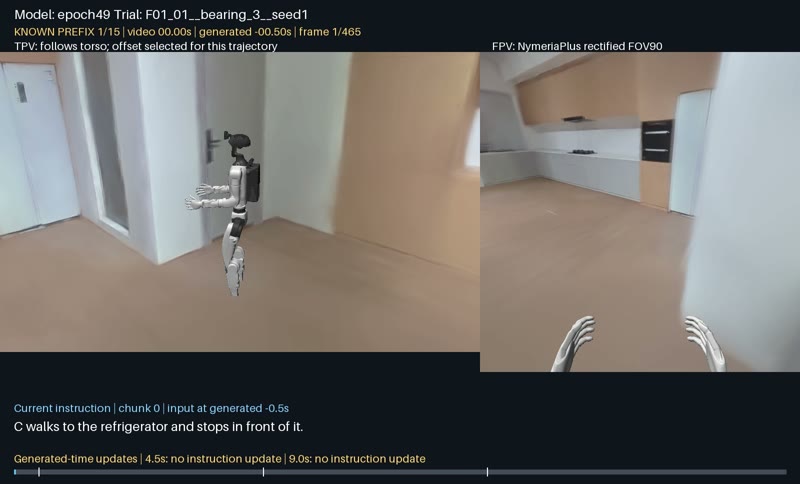 Model: epoch49 Trial: F01_01__bearing_3__seed1
KNOWN PREFIX 1/15 | video 00.00s | generated -00.50s | frame 1/465
TPV: follows torso; offset selected for this trajectory
FPV: NymeriaPlus rectified FOV90
Current instruction | chunk 0 | input at generated -0.5s
C walks to the refrigerator and stops in front of it.
Generated-time updates | 4.5s: no instruction update | 9.0s: no instruction update